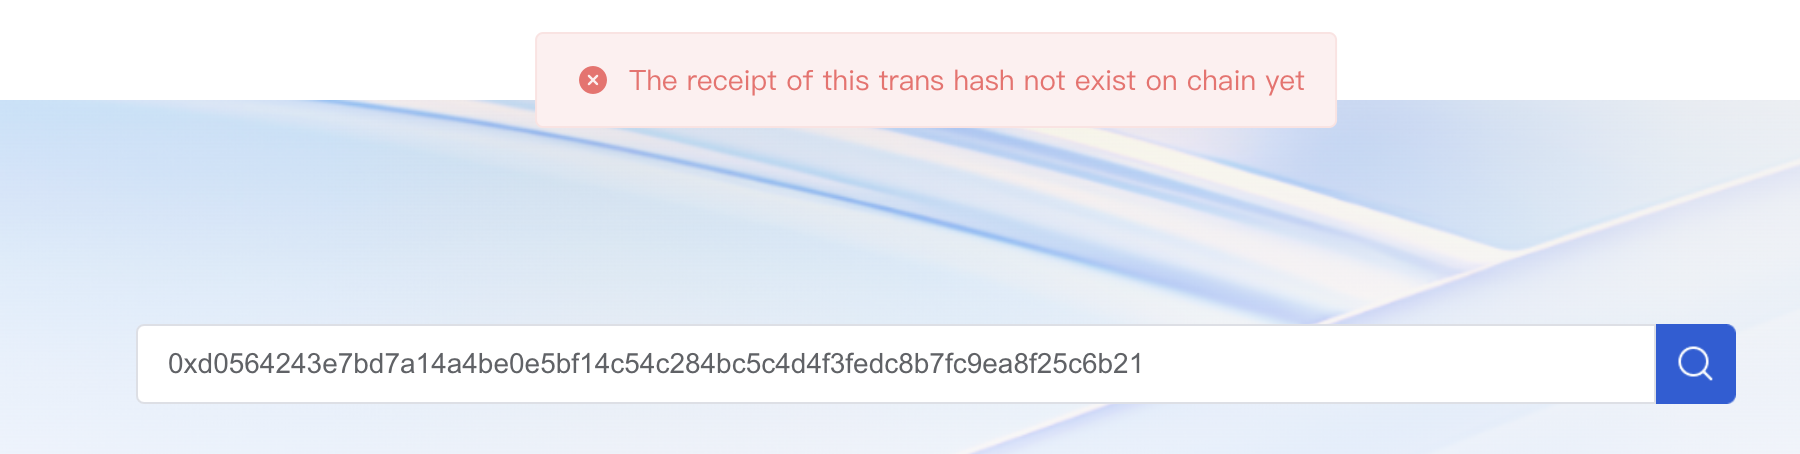 The receipt of this trans hash not exist on chain yet
0xd0564243e7bd7a14a4be0e5bf14c54c284bc5c4d4f3fedc8b7fc9ea8f25c6b21